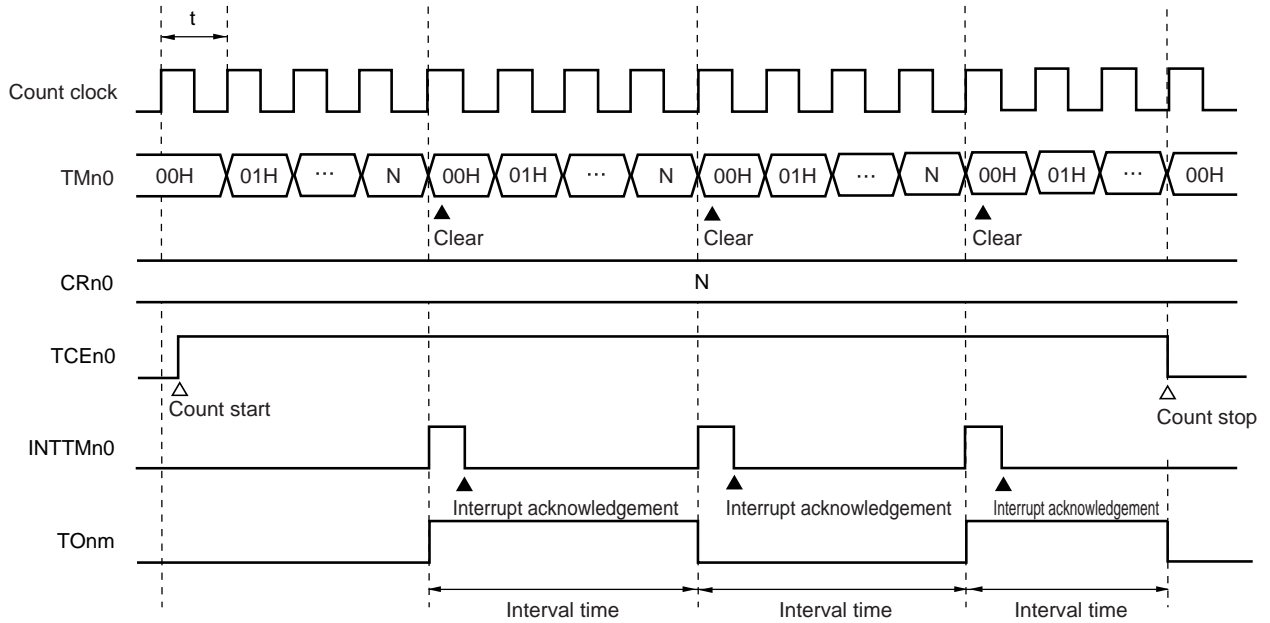 t
Count clock
TMn0 00H 01H ... N 00H 01H ... N 00H 01H ... N 00H 01H ... 00H
Clear Clear Clear
CRn0 N
TCEn0
Count start Count stop
INTTMn0
Interrupt acknowledgement Interrupt acknowledgement Interrupt acknowledgement
TOnm
Interval time Interval time Interval time